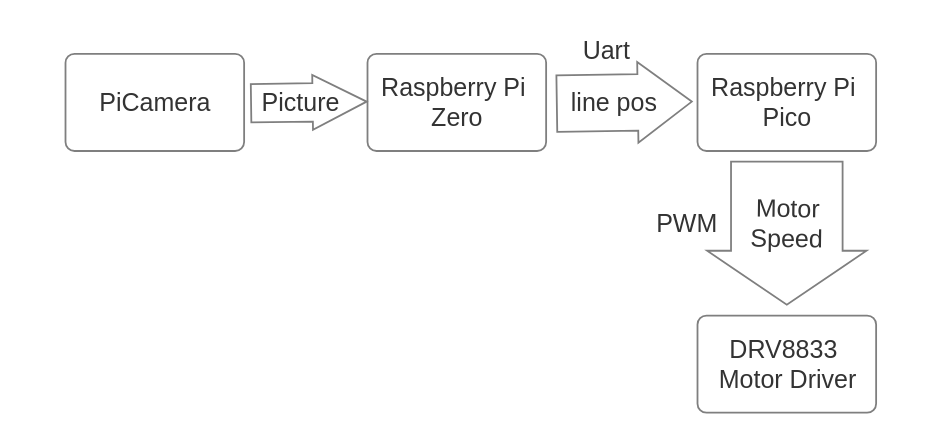 Uart
PiCamera
Picture
Raspberry Pi
Zero
line pos
Raspberry Pi
Pico
PWM
Motor
Speed
DRV8833
Motor Driver